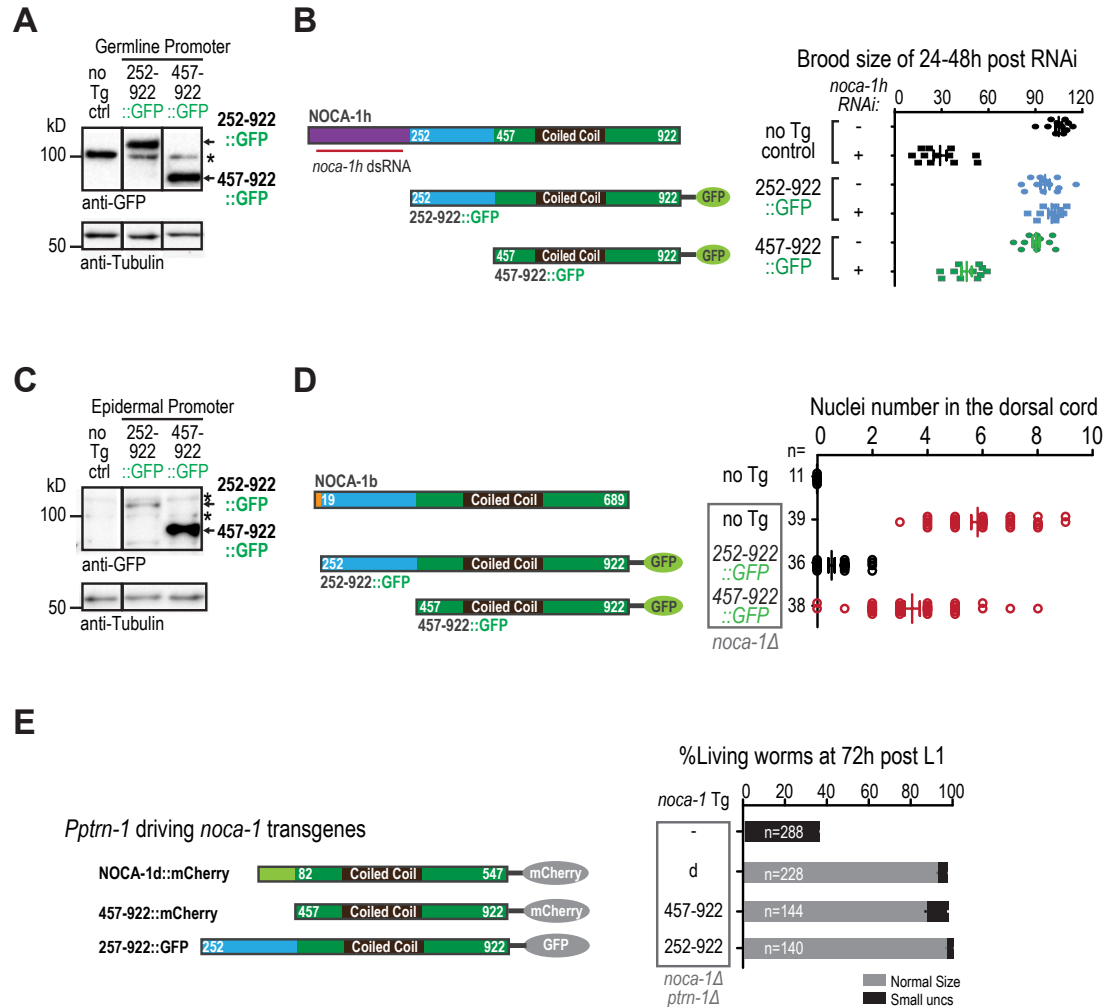 A
Germline Promoter
no Tg ctrl
252-922 ::GFP
457-922 ::GFP
kD
100
252-922 ::GFP
*
457-922 ::GFP
anti-GFP
50
anti-Tubulin
B
NOCA-1h
252
457
Coiled Coil
922
noca-1h dsRNA
252
Coiled Coil
922
GFP
252-922::GFP
457
Coiled Coil
922
GFP
457-922::GFP
Brood size of 24-48h post RNAi
noca-1h RNAi:
0 30 60 90 120
no Tg control
-
+
252-922 ::GFP
-
+
457-922 ::GFP
-
+
C
Epidermal Promoter
no Tg ctrl
252-922 ::GFP
457-922 ::GFP
kD
100
*
252-922 ::GFP
*
457-922 ::GFP
anti-GFP
50
anti-Tubulin
D
NOCA-1b
19
Coiled Coil
689
252
Coiled Coil
922
GFP
252-922::GFP
457
Coiled Coil
922
GFP
457-922::GFP
Nuclei number in the dorsal cord
0 2 4 6 8 10
n=
no Tg 11
no Tg 39
252-922 ::GFP 36
457-922 ::GFP 38
noca-1Δ
E
Pptrn-1 driving noca-1 transgenes
NOCA-1d::mCherry
82
Coiled Coil
547
mCherry
457-922::mCherry
457
Coiled Coil
922
mCherry
257-922::GFP
252
Coiled Coil
922
GFP
%Living worms at 72h post L1
noca-1 Tg
0 20 40 60 80 100
- n=288
d n=228
457-922 n=144
252-922 n=140
noca-1Δ
ptrn-1Δ
Normal Size
Small uncs